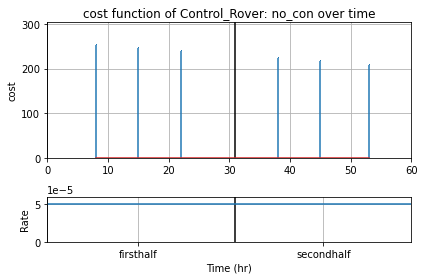 cost function of Control_Rover: no_con over time
300
200
100
0
cost
0 10 20 30 40 50 60
1e−5
5
0
Rate
firsthalf secondhalf
Time (hr)